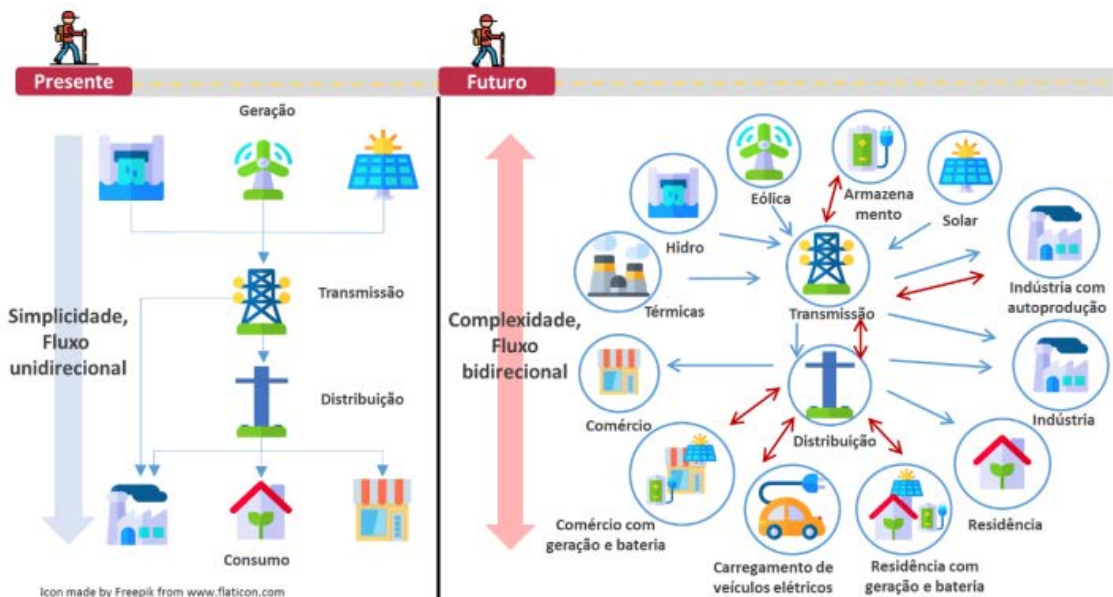 Presente
Futuro
Geração
Transmissão
Simplicidade,
Fluxo
unidirecional
Distribuição
Consumo
Icon made by Freepik from www.flaticon.com
Complexidade,
Fluxo
bidirecional
Eólica
Armazena
mento
Solar
Hidro
Térmicas
Transmissão
Indústria com
autoprodução
Comércio
Distribuição
Indústria
Residência
Comércio com
geração e bateria
Carregamento de
veículos elétricos
Residência com
geração e bateria